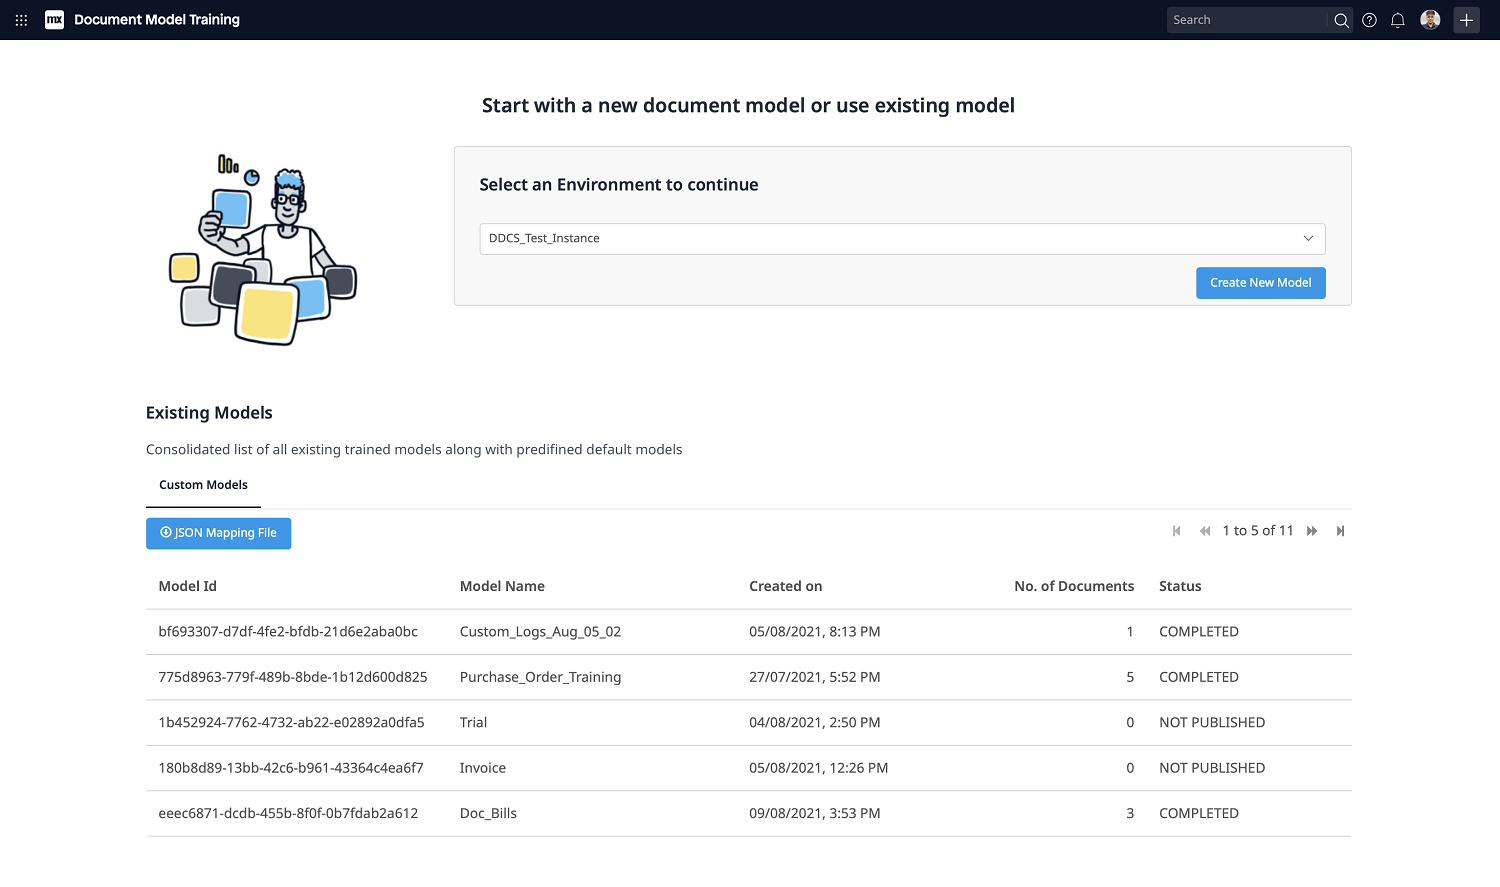 mx Document Model Training
Search
Start with a new document model or use existing model
Select an Environment to continue
DDCS_Test_Instance
Create New Model
Existing Models
Consolidated list of all existing trained models along with predifined default models
Custom Models
JSON Mapping File
1 to 5 of 11
Model Id Model Name Created on No. of Documents Status
bf693307-d7df-4fe2-bfdb-21d6e2aba0bc Custom_Logs_Aug_05_02 05/08/2021, 8:13 PM 1 COMPLETED
775d8963-779f-489b-8bde-1b12d600d825 Purchase_Order_Training 27/07/2021, 5:52 PM 5 COMPLETED
1b452924-7762-4732-ab22-e02892a0dfa5 Trial 04/08/2021, 2:50 PM 0 NOT PUBLISHED
180b8d89-13bb-42c6-b961-43364c4ea6f7 Invoice 05/08/2021, 12:26 PM 0 NOT PUBLISHED
eeec6871-dcdb-455b-8f0f-0b7fdab2a612 Doc_Bills 09/08/2021, 3:53 PM 3 COMPLETED